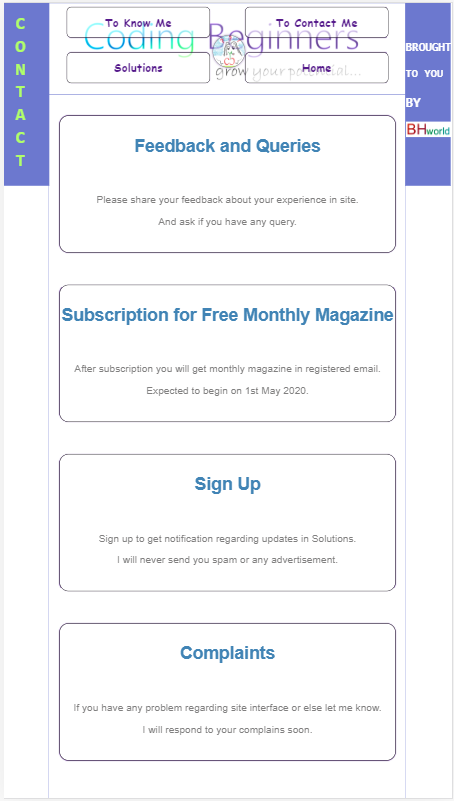 CONTACT
To Know Me
To Contact Me
Coding Beginners
Solutions
Home
grow your potential....
BROUGHT
TO YOU
BY
BHworld
Feedback and Queries
Please share your feedback about your experience in site.
And ask if you have any query.
Subscription for Free Monthly Magazine
After subscription you will get monthly magazine in registered email.
Expected to begin on 1st May 2020.
Sign Up
Sign up to get notification regarding updates in Solutions.
I will never send you spam or any advertisement.
Complaints
If you have any problem regarding site interface or else let me know.
I will respond to your complains soon.